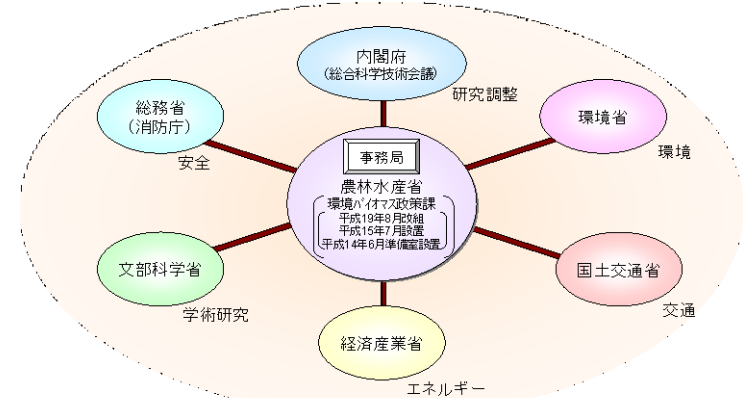 内閣府
(総合科学技術会議)
研究調整
総務省
(消防庁)
安全
環境省
環境
事務局
農林水産省
環境バイオマス政策課
平成19年8月改組
平成15年7月設置
平成14年6月準備室設置
文部科学省
学術研究
国土交通省
交通
経済産業省
エネルギー